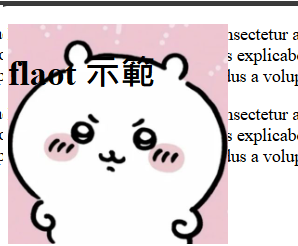 flaot 示範
nsectetur a
s explicabo
lus a volup
nsectetur a
s explicabo
lus a volup